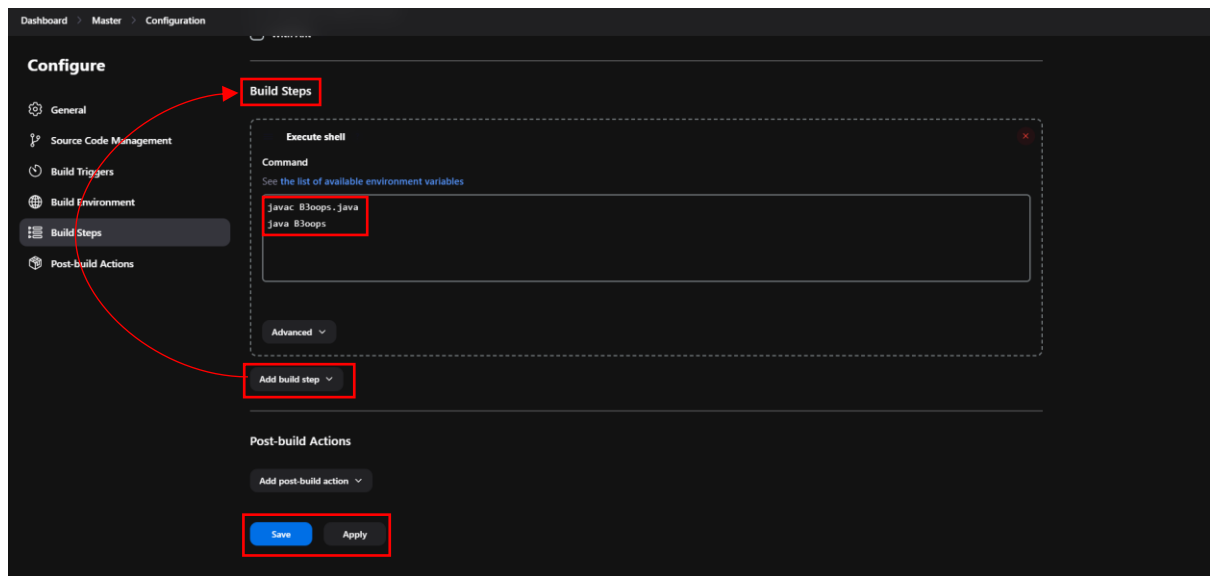 Dashboard > Master > Configuration
Configure
General
Source Code Management
Build Triggers
Build Environment
Build Steps
Post-build Actions
Build Steps
Execute shell
Command
See the list of available environment variables
javac B3oops.java
java B3oops
Advanced
Add build step
Post-build Actions
Add post-build action
Save Apply